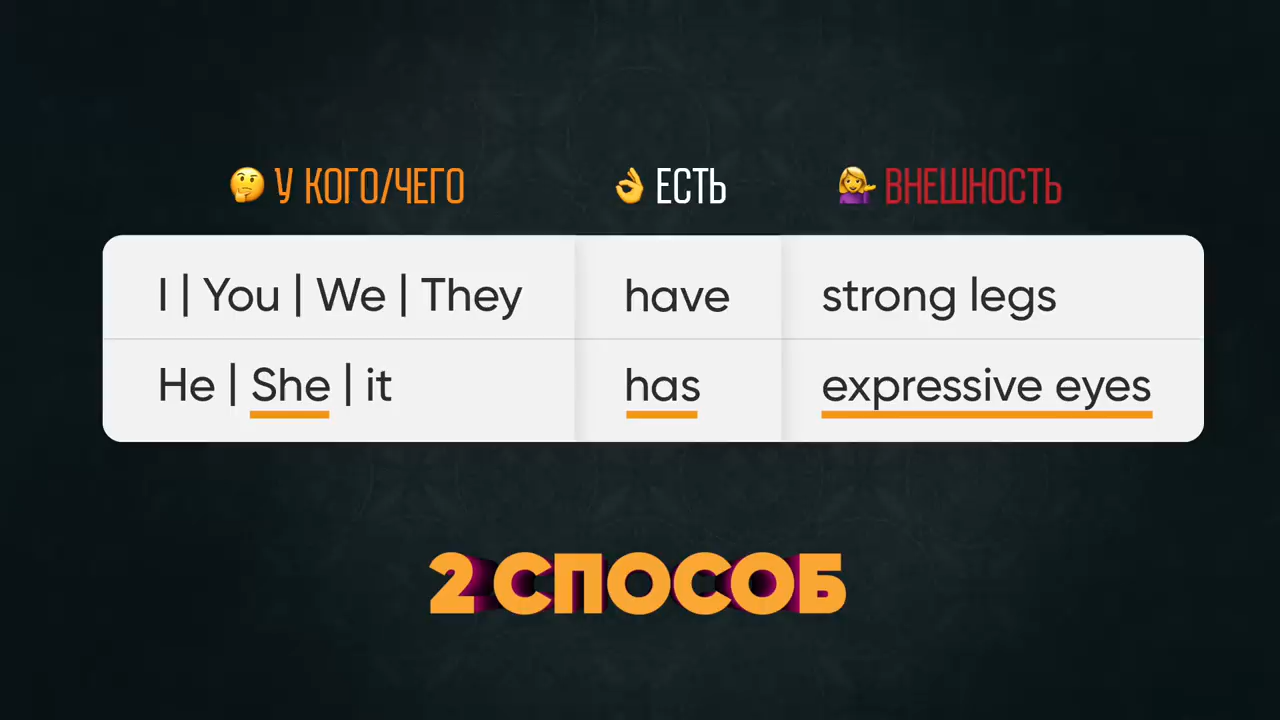 🤔 У КОГО/ЧЕГО 👌 ЕСТЬ 💁‍♀️ ВНЕШНОСТЬ
I | You | We | They have strong legs
He | She | it has expressive eyes
2 СПОСОБ